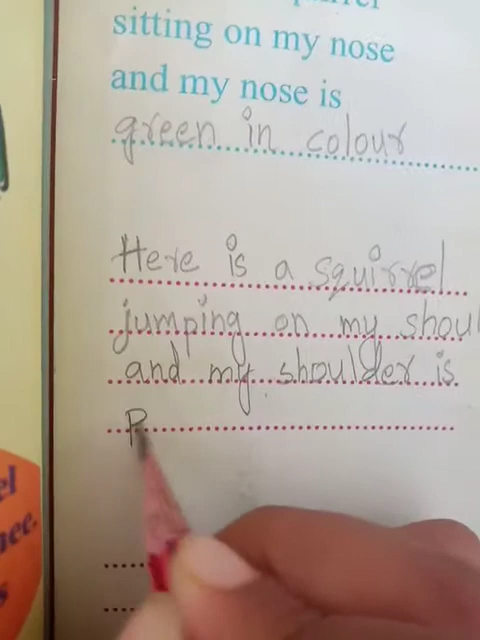 sitting on my nose
and my nose is
green in colour
Here is a squirrel
jumping on my shoul
and my shoulder is
P